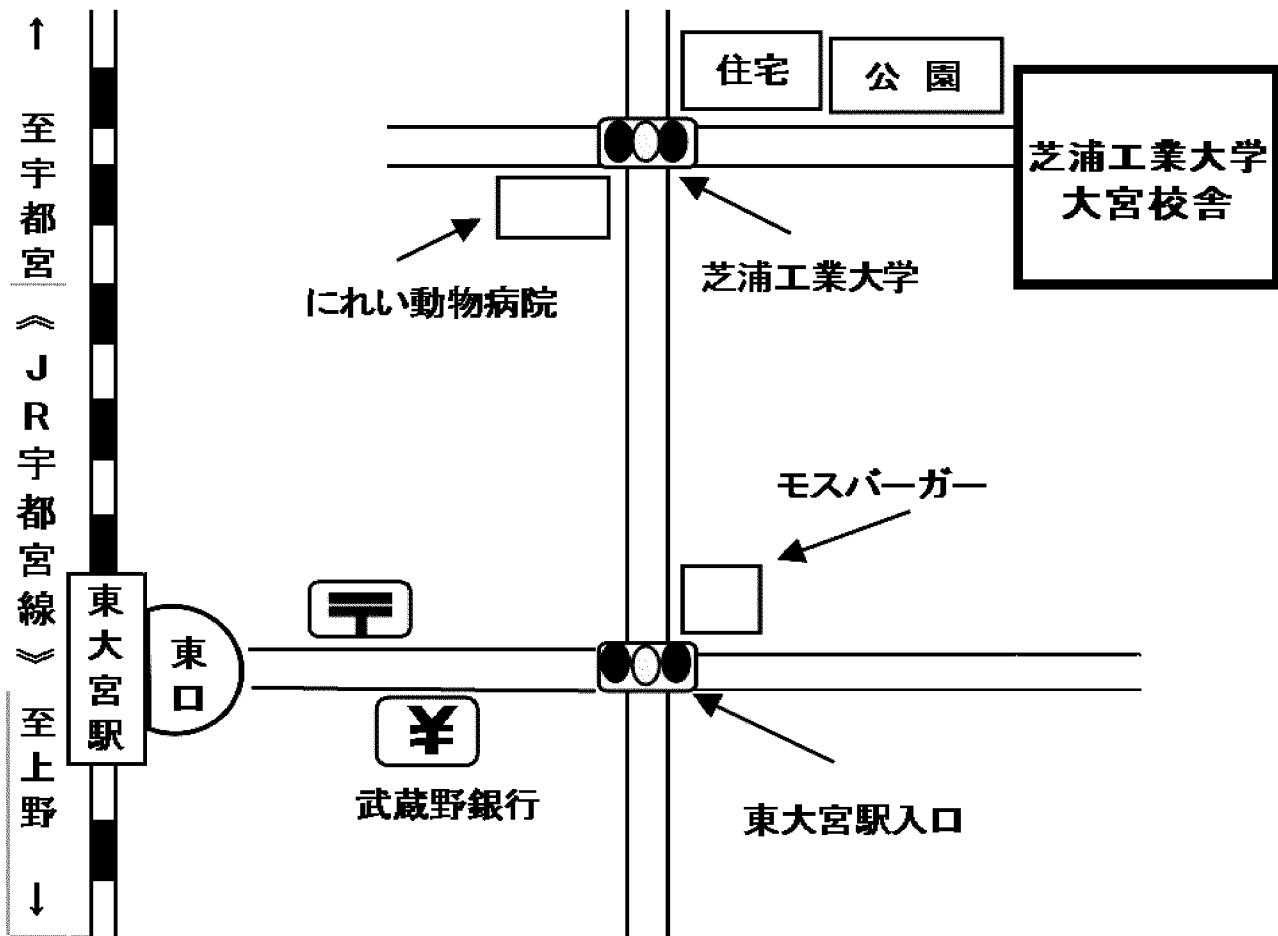 ↑ 至宇都宮 《JR宇都宮線》 至上野 ↓
住宅
公園
芝浦工業大学
大宮校舎
芝浦工業大学
にれい動物病院
モスバーガー
東大宮駅
東口
〒
¥
武蔵野銀行
東大宮駅入口